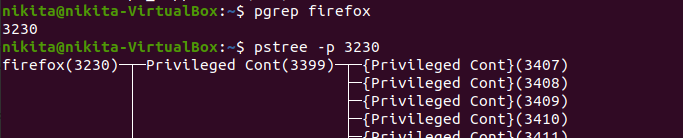 nikita@nikita-VirtualBox:~$ pgrep firefox
3230
nikita@nikita-VirtualBox:~$ pstree -p 3230
firefox(3230)─┬─Privileged Cont(3399)─┬─{Privileged Cont}(3407)
├─{Privileged Cont}(3408)
├─{Privileged Cont}(3409)
├─{Privileged Cont}(3410)
├─{Privileged Cont}(3411)